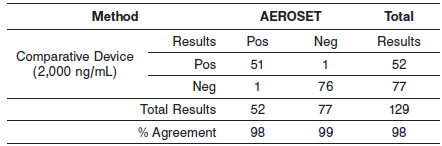 Method AEROSET Total
Results Pos Neg Results
Comparative Device
(2,000 ng/mL)
Pos 51 1 52
Neg 1 76 77
Total Results 52 77 129
% Agreement 98 99 98